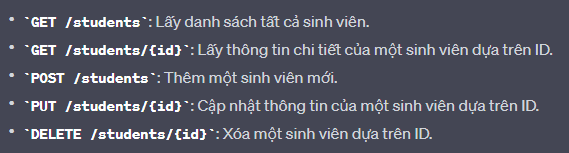 • `GET /students`: Lấy danh sách tất cả sinh viên.
• `GET /students/{id}`: Lấy thông tin chi tiết của một sinh viên dựa trên ID.
• `POST /students`: Thêm một sinh viên mới.
• `PUT /students/{id}`: Cập nhật thông tin của một sinh viên dựa trên ID.
• `DELETE /students/{id}`: Xóa một sinh viên dựa trên ID.